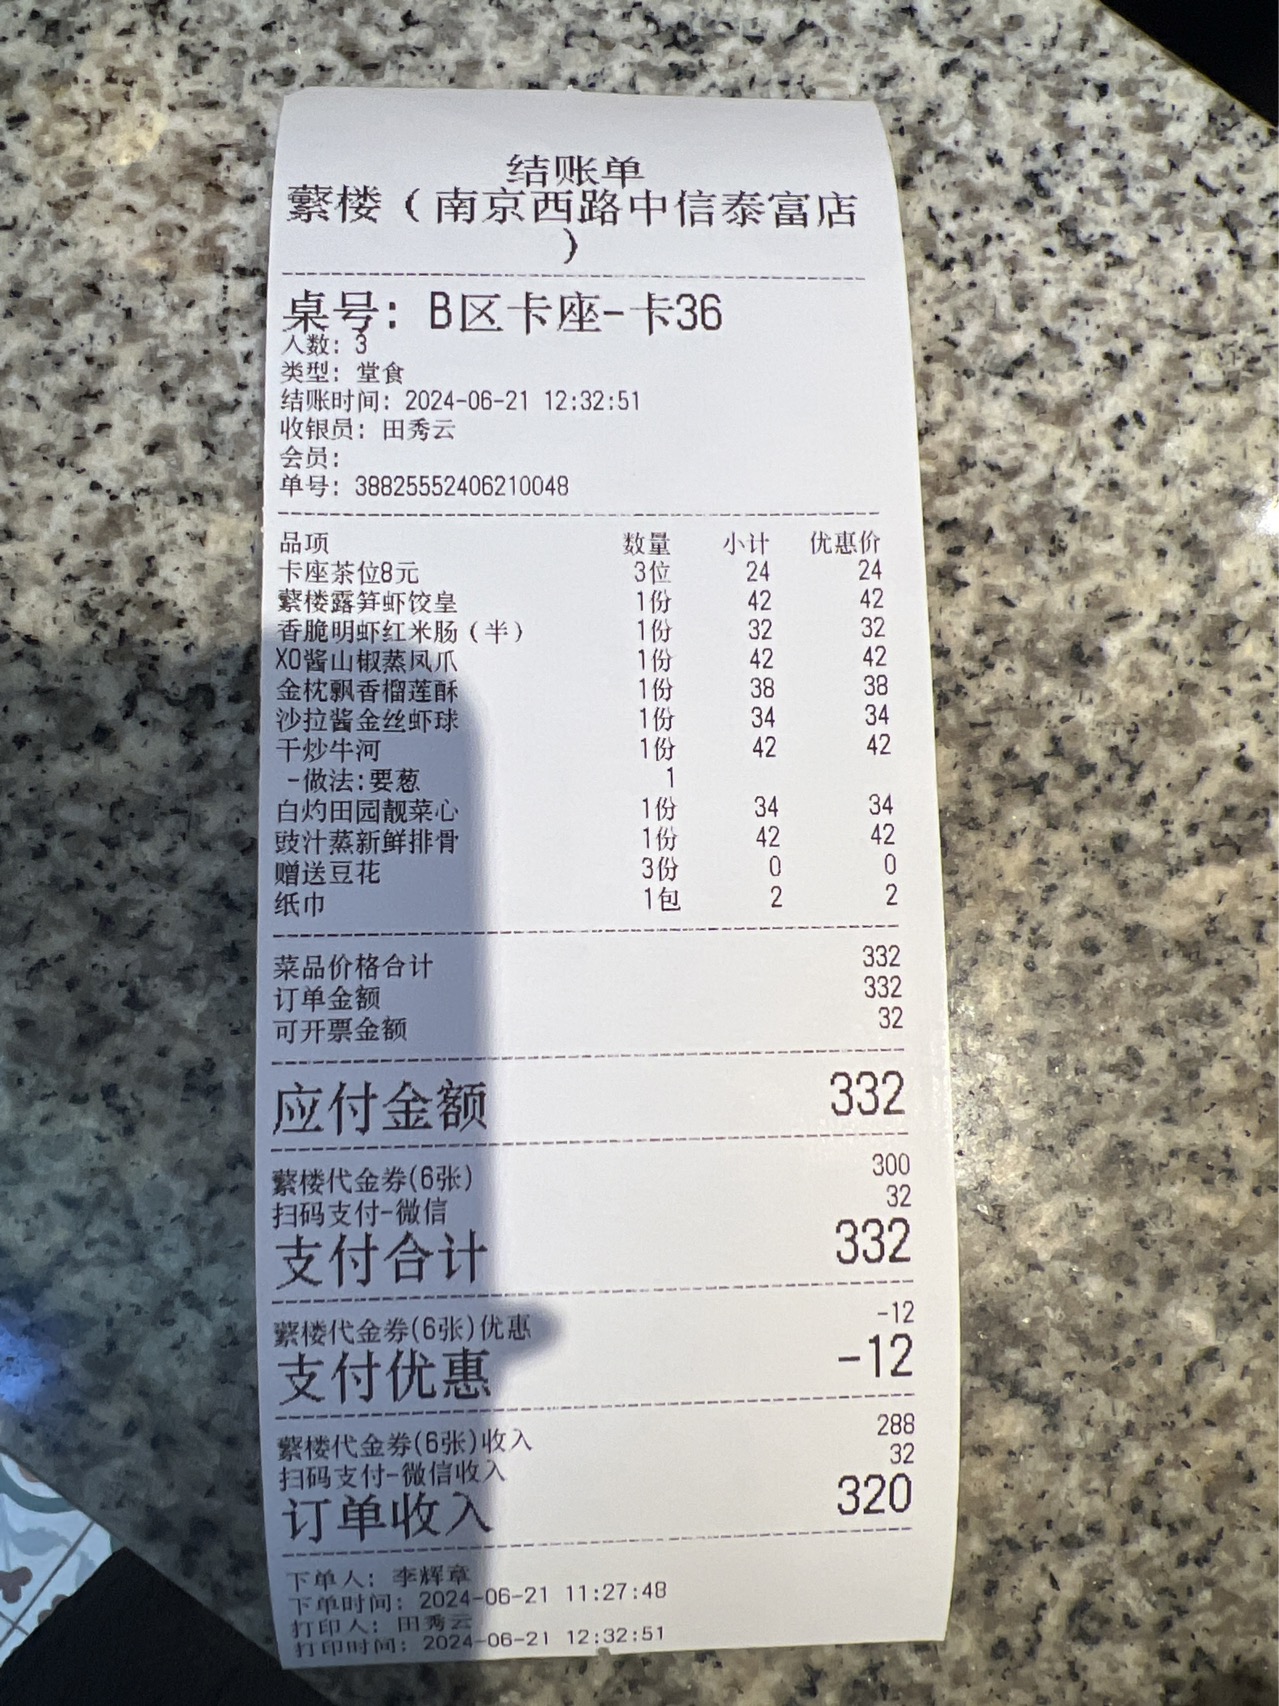 结账单
蘩楼（南京西路中信泰富店
）
桌号: B区卡座-卡36
人数: 3
类型: 堂食
结账时间: 2024-06-21 12:32:51
收银员: 田秀云
会员:
单号: 38825552406210048
品项 数量 小计 优惠价
卡座茶位8元 3位 24 24
蘩楼露笋虾饺皇 1份 42 42
香脆明虾红米肠（半） 1份 32 32
XO酱山椒蒸凤爪 1份 42 42
金枕飘香榴莲酥 1份 38 38
沙拉酱金丝虾球 1份 34 34
干炒牛河 1份 42 42
-做法:要葱 1
白灼田园靓菜心 1份 34 34
豉汁蒸新鲜排骨 1份 42 42
赠送豆花 3份 0 0
纸巾 1包 2 2
菜品价格合计 332
订单金额 332
可开票金额 32
应付金额 332
蘩楼代金券(6张) 300
扫码支付-微信 32
支付合计 332
蘩楼代金券(6张)优惠 -12
支付优惠 -12
蘩楼代金券(6张)收入 288
扫码支付-微信收入 32
订单收入 320
下单人: 李辉章
下单时间: 2024-06-21 11:27:48
打印人: 田秀云
打印时间: 2024-06-21 12:32:51